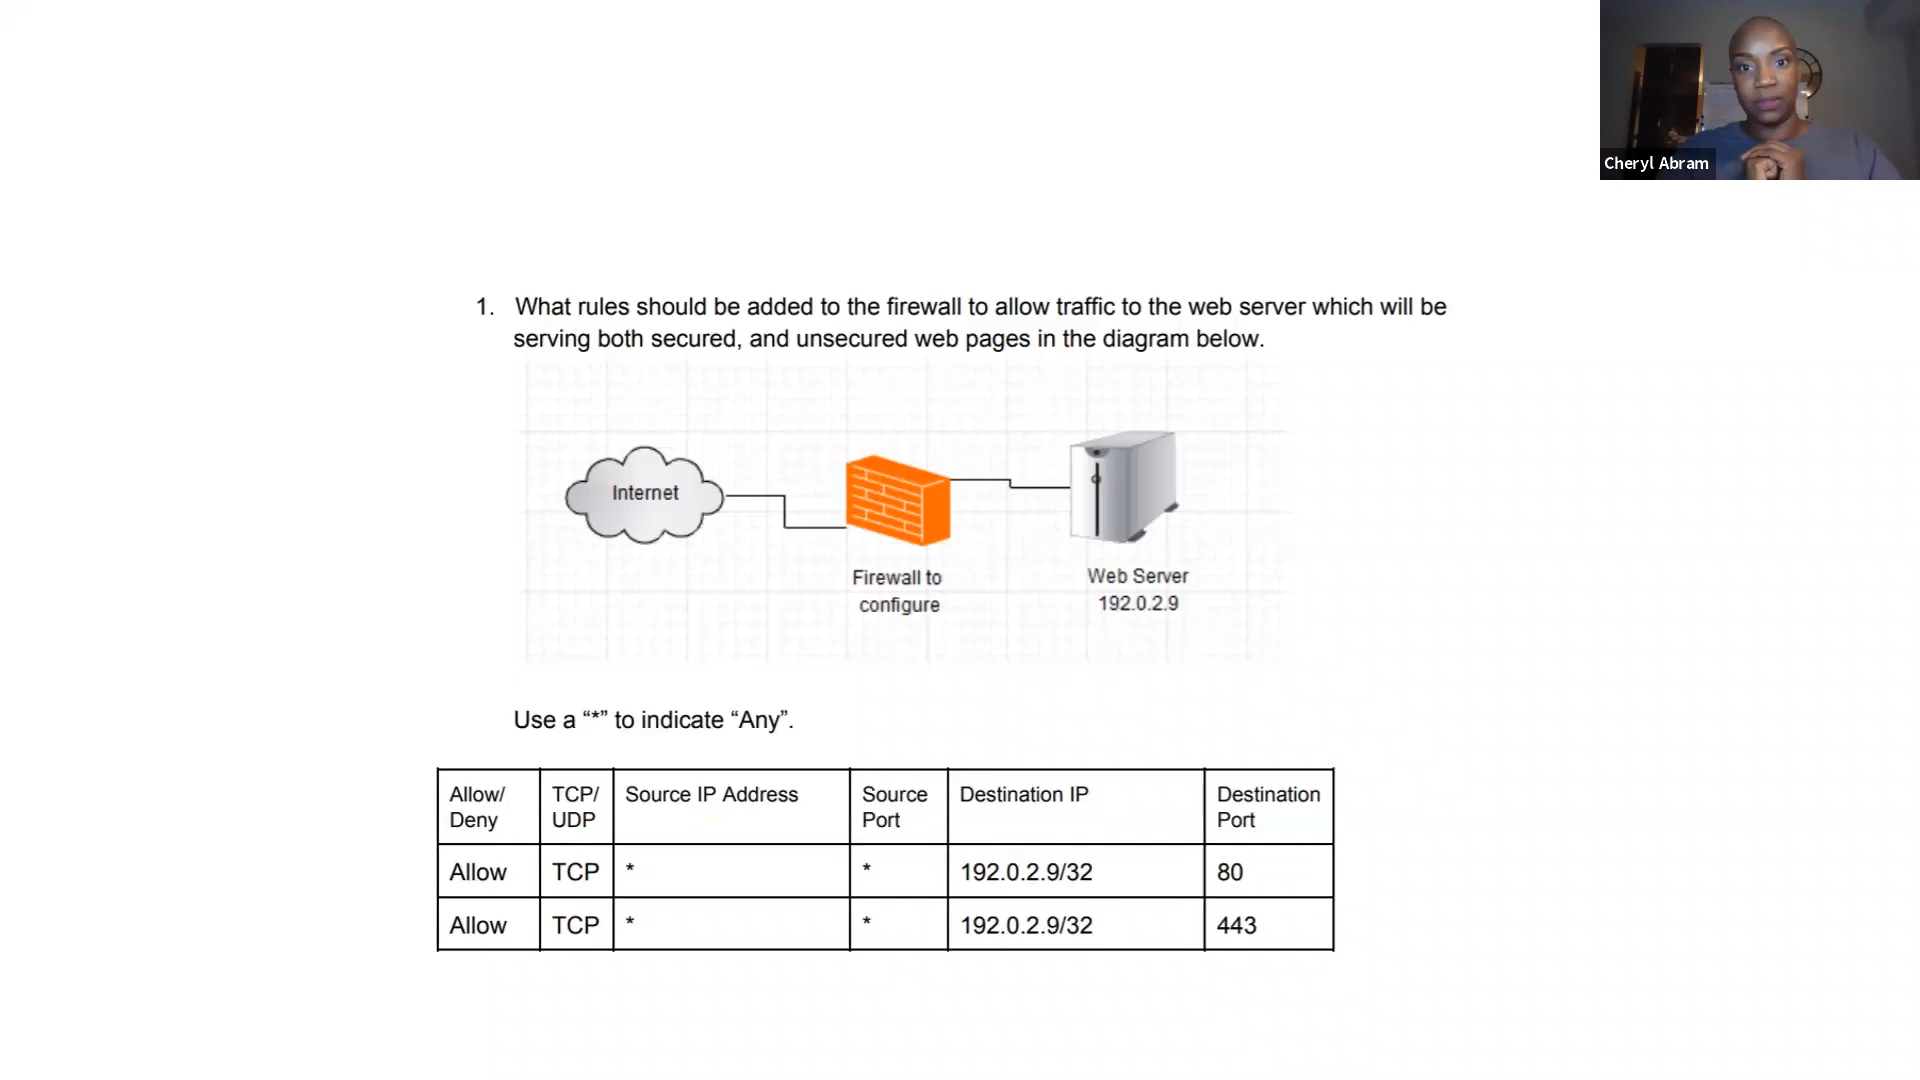 Cheryl Abram
1. What rules should be added to the firewall to allow traffic to the web server which will be
serving both secured, and unsecured web pages in the diagram below.
Internet
Firewall to
configure
Web Server
192.0.2.9
Use a “*” to indicate “Any”.
Allow/
Deny
TCP/
UDP
Source IP Address
Source
Port
Destination IP
Destination
Port
Allow TCP * * 192.0.2.9/32 80
Allow TCP * * 192.0.2.9/32 443